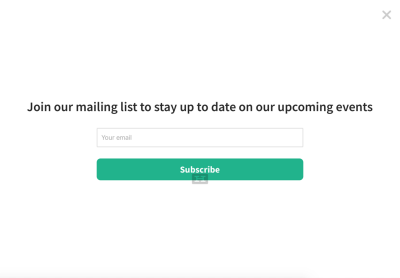 Join our mailing list to stay up to date on our upcoming events
Your email
Subscribe